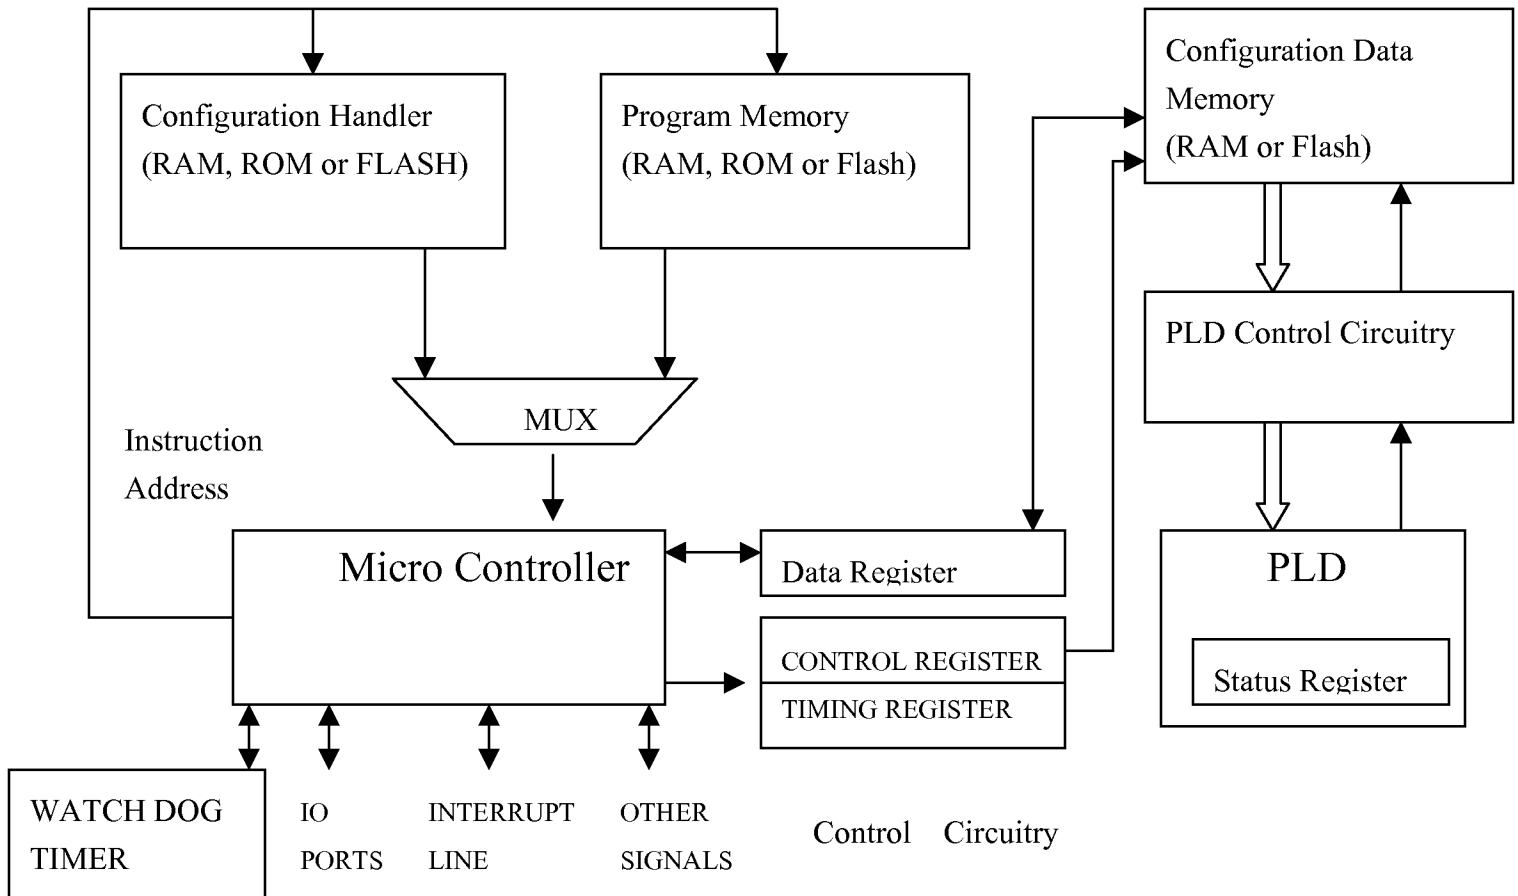 Configuration Handler
(RAM, ROM or FLASH)
Program Memory
(RAM, ROM or Flash)
Configuration Data
Memory
(RAM or Flash)
PLD Control Circuitry
MUX
Instruction
Address
Micro Controller
Data Register
CONTROL REGISTER
TIMING REGISTER
PLD
Status Register
WATCH DOG
TIMER
IO
PORTS
INTERRUPT
LINE
OTHER
SIGNALS
Control Circuitry